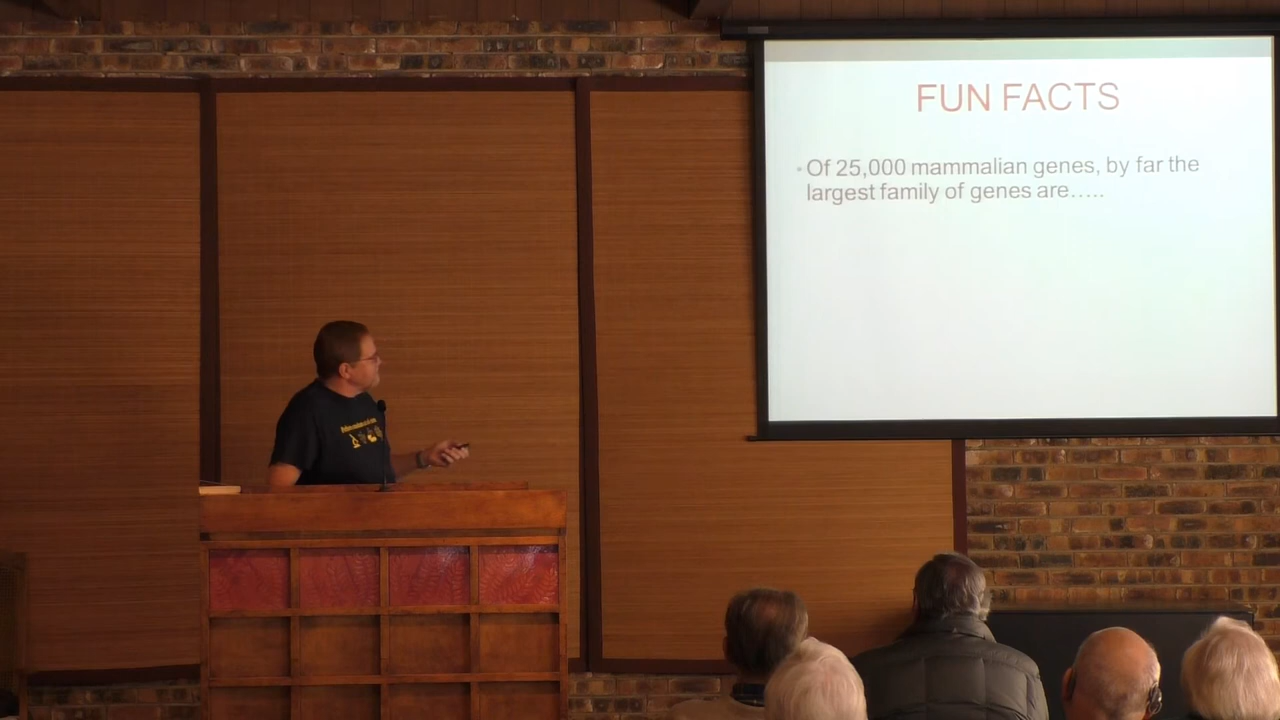 FUN FACTS
• Of 25,000 mammalian genes, by far the
largest family of genes are…..